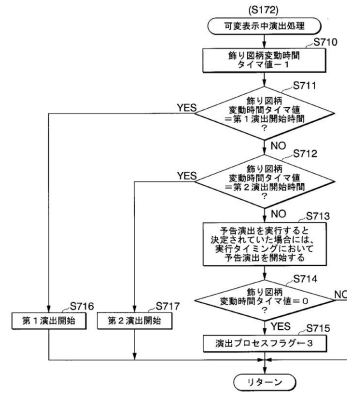 (S172)
可変表示中演出処理
S710
飾り図柄変動時間
タイマ値－1
S711
飾り図柄
変動時間タイマ値
＝第1演出開始時間
?
YES
NO
S712
飾り図柄
変動時間タイマ値
＝第2演出開始時間
?
YES
NO
S713
予告演出を実行すると
決定されていた場合には、
実行タイミングにおいて
予告演出を開始する
S714
飾り図柄
変動時間タイマ値＝0
?
NO
YES
S716
第1演出開始
S717
第2演出開始
S715
演出プロセスフラグ←3
リターン